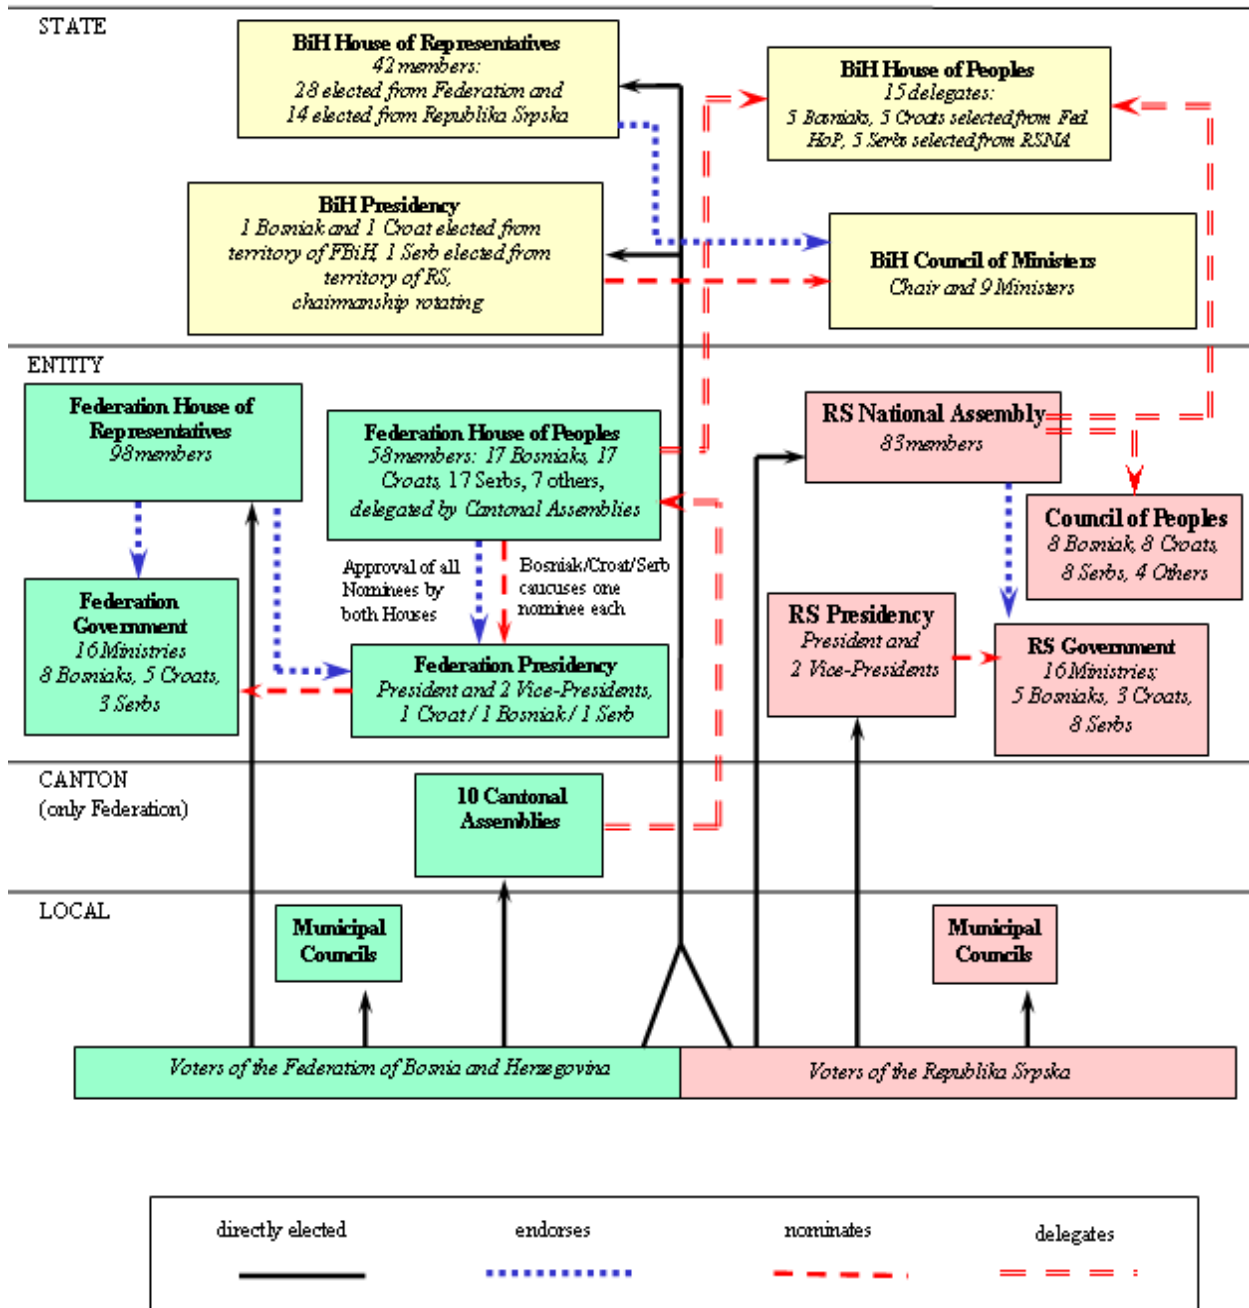 STATE
BiH House of Representatives
42 members:
28 elected from Federation and
14 elected from Republika Srpska
BiH House of Peoples
15 delegates:
5 Bosniaks, 5 Croats selected from Fed
HoP, 5 Serbs selected from RSNA
BiH Presidency
1 Bosniak and 1 Croat elected from
territory of FBiH, 1 Serb elected from
territory of RS,
chairmanship rotating
BiH Council of Ministers
Chair and 9 Ministers
ENTITY
Federation House of
Representatives
98 members
Federation House of Peoples
58 members: 17 Bosniaks, 17
Croats, 17 Serbs, 7 others,
delegated by Cantonal Assemblies
RS National Assembly
83 members
Council of Peoples
8 Bosniak, 8 Croats,
8 Serbs, 4 Others
Approval of all
Nominees by
both Houses
Bosniak/Croat/Serb
caucuses one
nominee each
Federation
Government
16 Ministries
8 Bosniaks, 5 Croats,
3 Serbs
Federation Presidency
President and 2 Vice-Presidents,
1 Croat / 1 Bosniak / 1 Serb
RS Presidency
President and
2 Vice-Presidents
RS Government
16 Ministries;
5 Bosniaks, 3 Croats,
8 Serbs
CANTON
(only Federation)
10 Cantonal
Assemblies
LOCAL
Municipal
Councils
Municipal
Councils
Voters of the Federation of Bosnia and Herzegovina
Voters of the Republika Srpska
directly elected
endorses
nominates
delegates